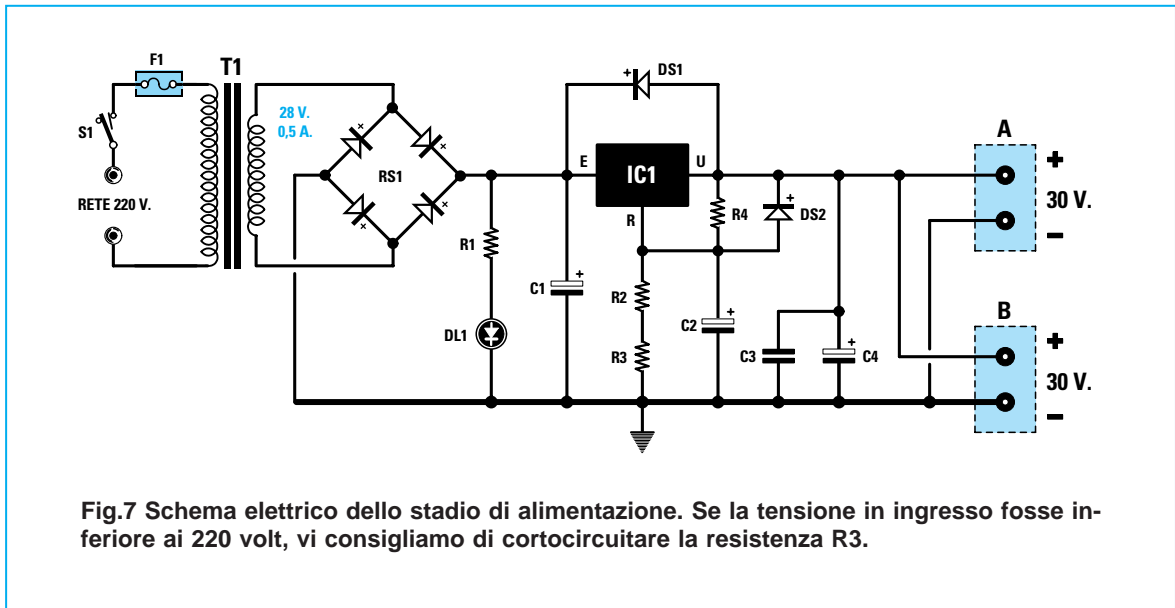 F1
T1
S1
RETE 220 V.
28 V.
0,5 A.
RS1
R1
DL1
+
DS1
E
IC1
U
R
C1
+
R2
R3
R4
+
DS2
C2
+
C3
C4
+
A
+
30 V.
–
B
+
30 V.
–
Fig.7 Schema elettrico dello stadio di alimentazione. Se la tensione in ingresso fosse in-
feriore ai 220 volt, vi consigliamo di cortocircuitare la resistenza R3.